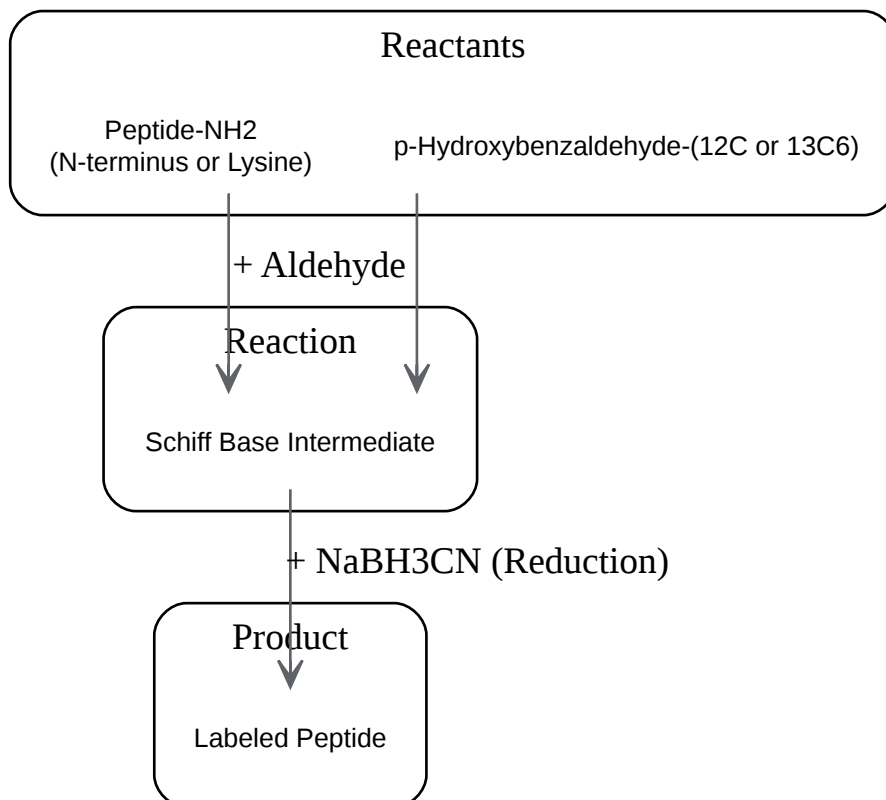 Reactants
Peptide-NH2
(N-terminus or Lysine)
p-Hydroxybenzaldehyde-(12C or 13C6)
+ Aldehyde
Reaction
Schiff Base Intermediate
+ NaBH3CN (Reduction)
Product
Labeled Peptide